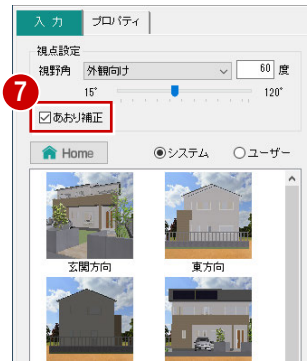 入力 プロパティ
視点設定
視野角 外観向け 60 度
7
15° 120°
あおり補正
Home システム ユーザー
玄関方向 東方向